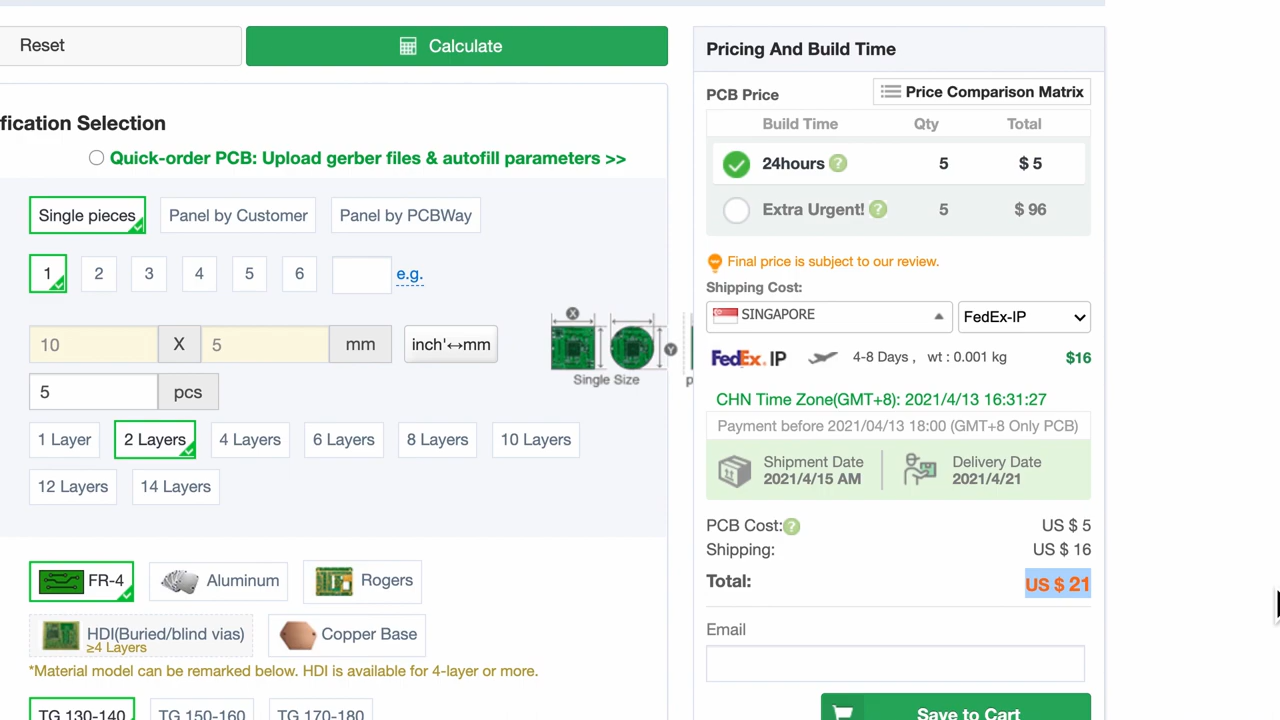 Reset
Calculate
fication Selection
Quick-order PCB: Upload gerber files & autofill parameters >>
Single pieces
Panel by Customer
Panel by PCBWay
1
2
3
4
5
6
e.g.
10
X
5
mm
inch'↔mm
5
pcs
X
Y
Single Size
p
1 Layer
2 Layers
4 Layers
6 Layers
8 Layers
10 Layers
12 Layers
14 Layers
FR-4
Aluminum
Rogers
HDI(Buried/blind vias)
≥4 Layers
Copper Base
*Material model can be remarked below. HDI is available for 4-layer or more.
TG 130-140
TG 150-160
TG 170-180
Pricing And Build Time
PCB Price
Price Comparison Matrix
Build Time Qty Total
24hours ? 5 $ 5
Extra Urgent! ? 5 $ 96
Final price is subject to our review.
Shipping Cost:
SINGAPORE
FedEx-IP
FedEx. IP 4-8 Days , wt : 0.001 kg $16
CHN Time Zone(GMT+8): 2021/4/13 16:31:27
Payment before 2021/04/13 18:00 (GMT+8 Only PCB)
Shipment Date
2021/4/15 AM
Delivery Date
2021/4/21
PCB Cost:? US $ 5
Shipping: US $ 16
Total: US $ 21
Email
Save to Cart